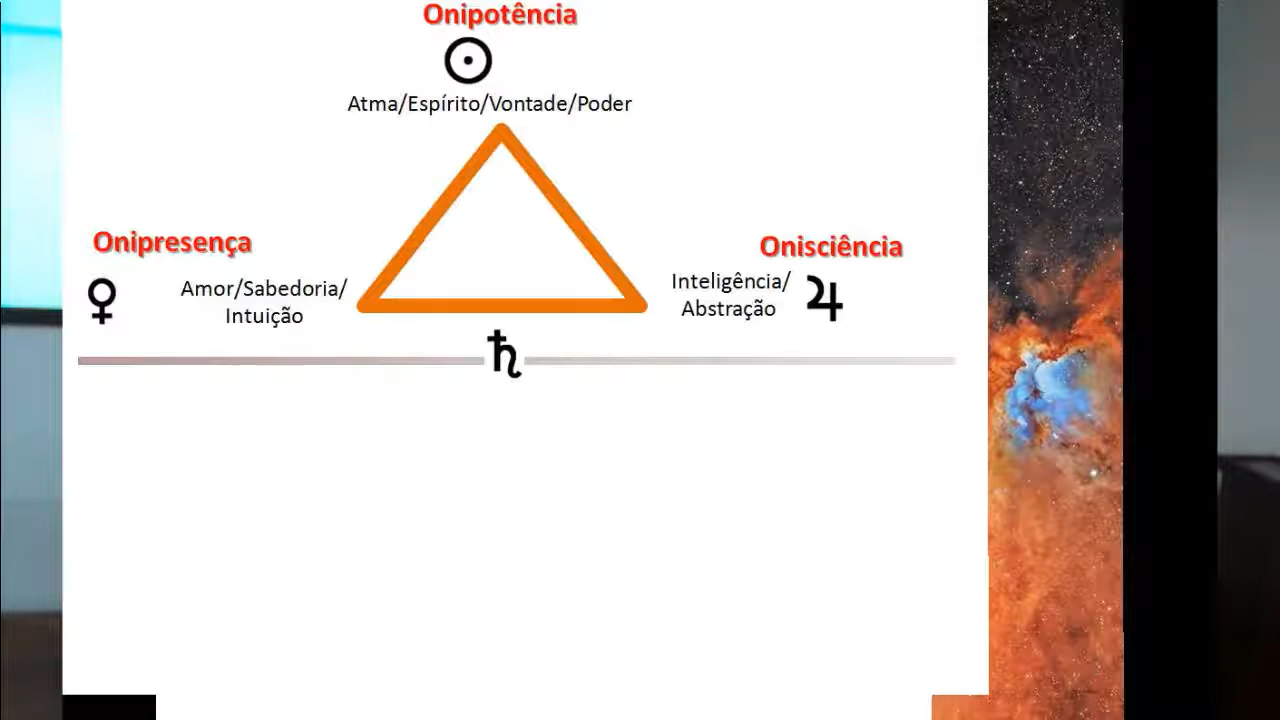 Onipotência
☉
Atma/Espírito/Vontade/Poder
Onipresença
♀
Amor/Sabedoria/
Intuição
Onisciência
Inteligência/
Abstração
♃
♄